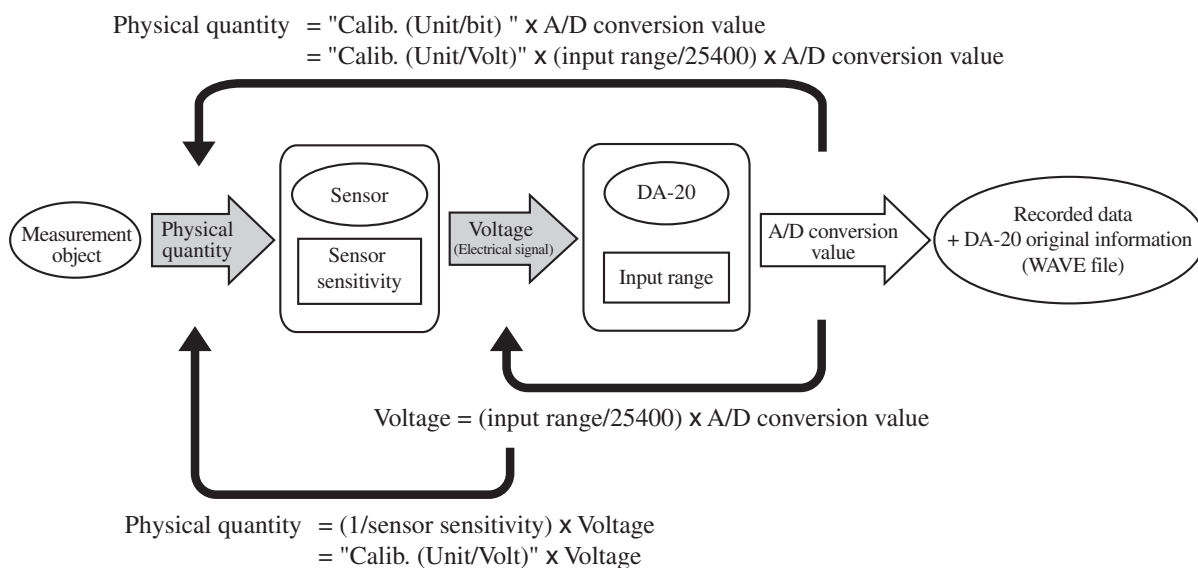 Physical quantity = "Calib. (Unit/bit) " x A/D conversion value
= "Calib. (Unit/Volt)" x (input range/25400) x A/D conversion value
Measurement
object
Physical
quantity
Sensor
Sensor
sensitivity
Voltage
(Electrical signal)
DA-20
Input range
A/D conversion
value
Recorded data
+ DA-20 original information
(WAVE file)
Voltage = (input range/25400) x A/D conversion value
Physical quantity = (1/sensor sensitivity) x Voltage
= "Calib. (Unit/Volt)" x Voltage